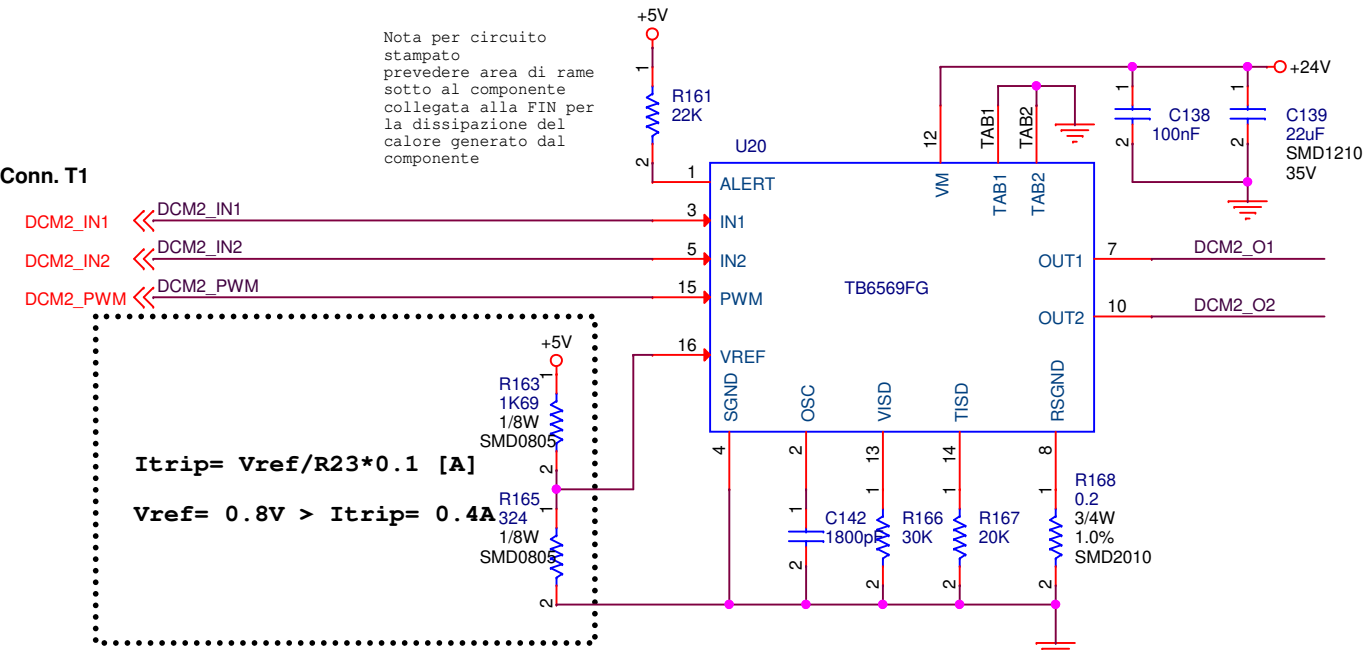 +5V
Nota per circuito
stampato
prevedere area di rame
sotto al componente
collegata alla FIN per
la dissipazione del
calore generato dal
componente
1
R161
22K
2
+24V
1
C138
100nF
2
1
C139
22uF
SMD1210
35V
2
12
TAB1
TAB2
U20
Conn. T1
1
ALERT
VM
TAB1
TAB2
DCM2_IN1
DCM2_IN1
3
IN1
DCM2_IN2
DCM2_IN2
5
IN2
OUT1
7
DCM2_O1
DCM2_PWM
DCM2_PWM
15
PWM
TB6569FG
OUT2
10
DCM2_O2
+5V
16
VREF
1
R163
1K69
1/8W
SMD0805
2
SGND
OSC
VISD
TISD
RSGND
4
2
13
14
8
Itrip= Vref/R23*0.1 [A]
Vref= 0.8V > Itrip= 0.4A
1
R165
324
1/8W
SMD0805
2
1
C142
1800pF
2
1
R166
30K
2
1
R167
20K
2
1
R168
0.2
3/4W
1.0%
SMD2010
2